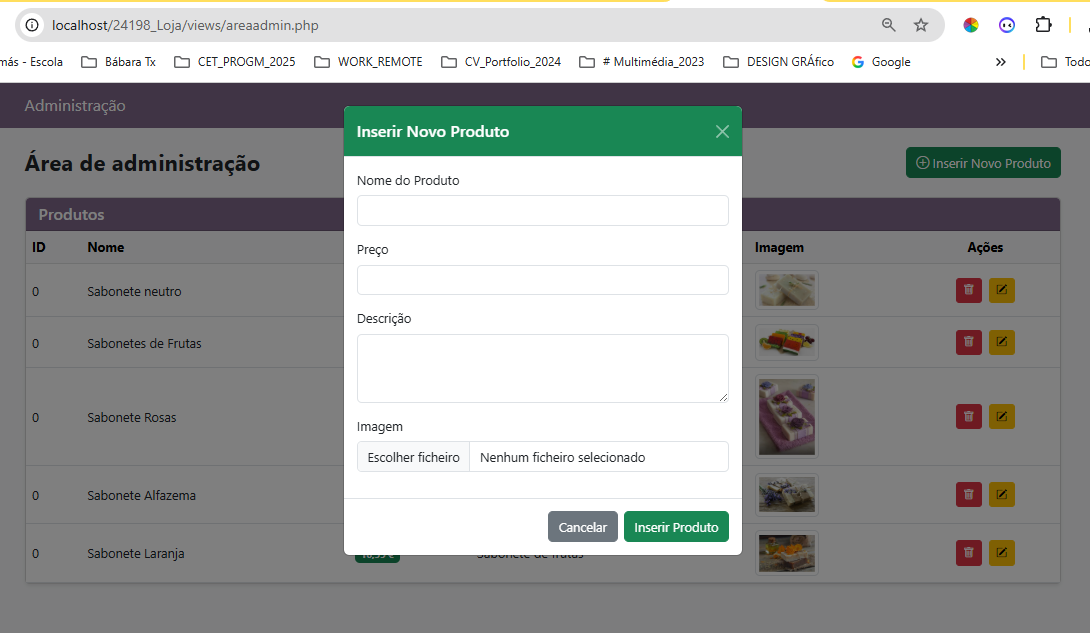 localhost/24198_Loja/views/areaadmin.php
más - Escola Bábara Tx CET_PROGM_2025 WORK_REMOTE CV_Portfolio_2024 # Multimédia_2023 DESIGN GRÁfico Google » Todo
Administração
Inserir Novo Produto
Área de administração
Inserir Novo Produto
Nome do Produto
Preço
Descrição
Imagem
Escolher ficheiro Nenhum ficheiro selecionado
Cancelar Inserir Produto
Produtos
ID Nome Imagem Ações
0 Sabonete neutro
0 Sabonetes de Frutas
0 Sabonete Rosas
0 Sabonete Alfazema
0 Sabonete Laranja Sabonete de frutas